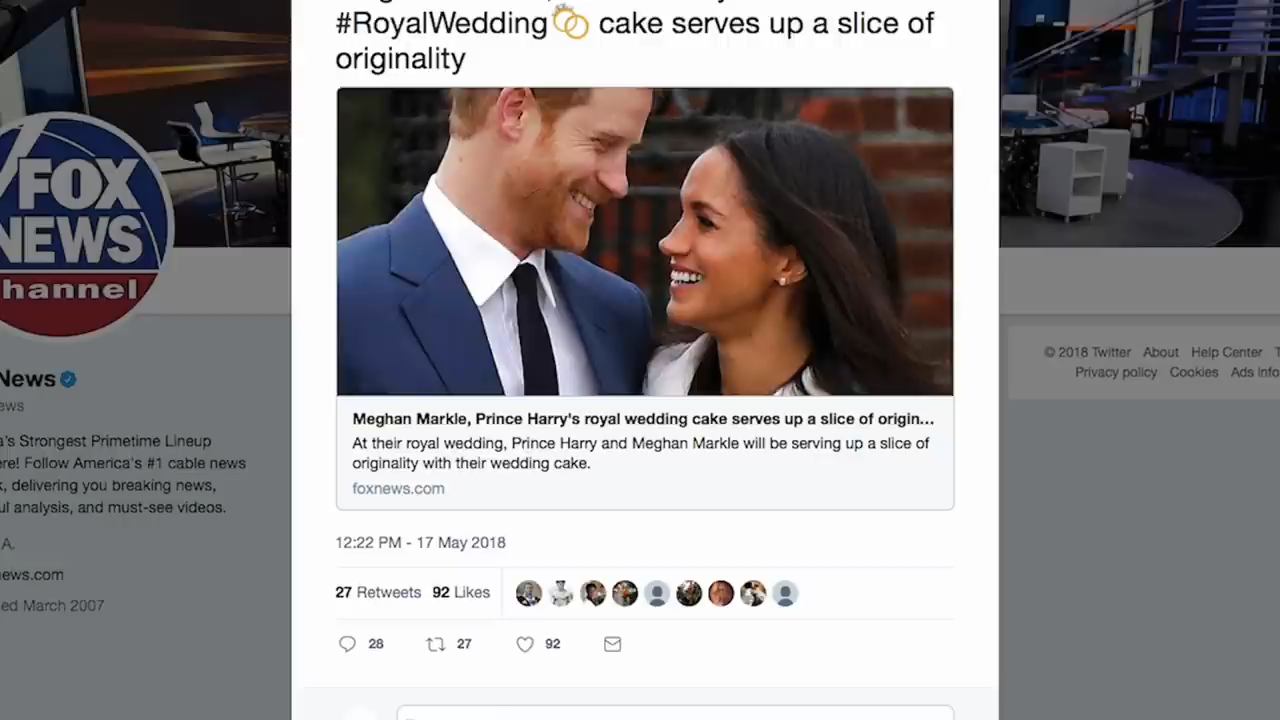 #RoyalWedding cake serves up a slice of
originality
FOX
NEWS
hannel
Meghan Markle, Prince Harry's royal wedding cake serves up a slice of origin...
At their royal wedding, Prince Harry and Meghan Markle will be serving up a slice of
originality with their wedding cake.
foxnews.com
12:22 PM - 17 May 2018
27 Retweets 92 Likes
28 27 92
News
ews
a's Strongest Primetime Lineup
ere! Follow America's #1 cable news
k, delivering you breaking news,
ul analysis, and must-see videos.
A.
ews.com
ed March 2007
© 2018 Twitter About Help Center T
Privacy policy Cookies Ads info